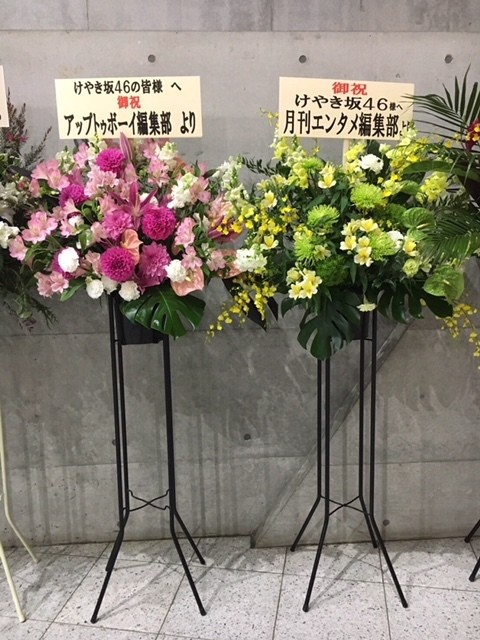 けやき坂46の皆様 へ
御祝
アップトゥボーイ編集部 より
御祝
けやき坂46様へ
月刊エンタメ編集部より